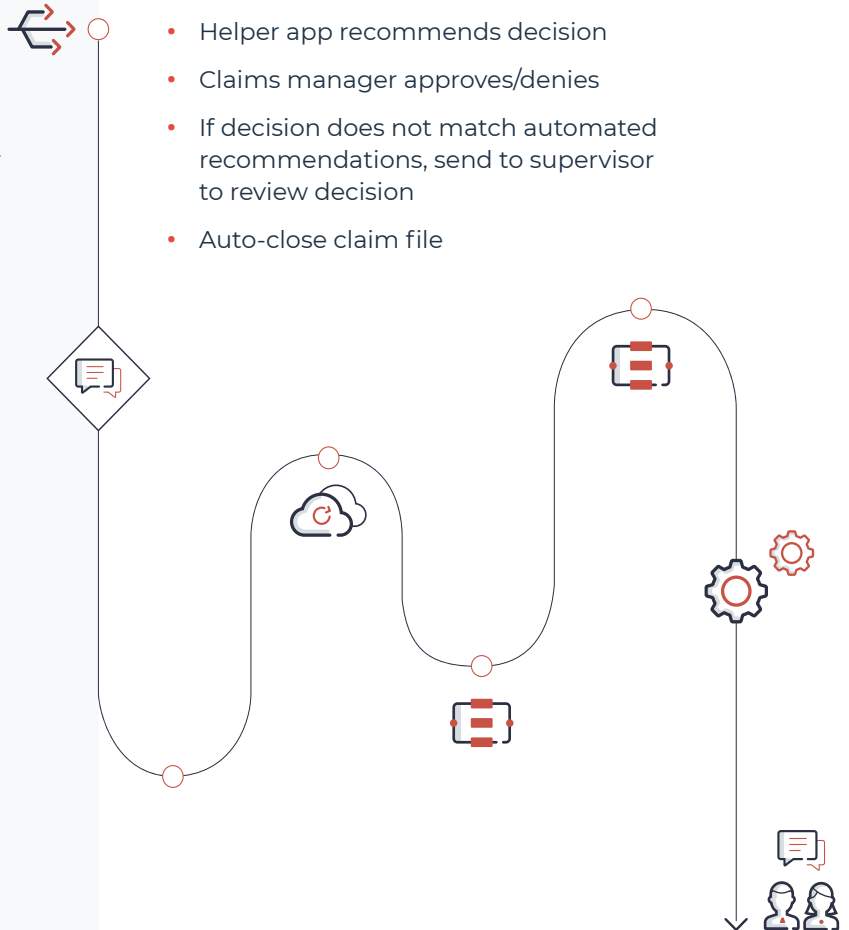 • Helper app recommends decision
• Claims manager approves/denies
• If decision does not match automated
recommendations, send to supervisor
to review decision
• Auto-close claim file